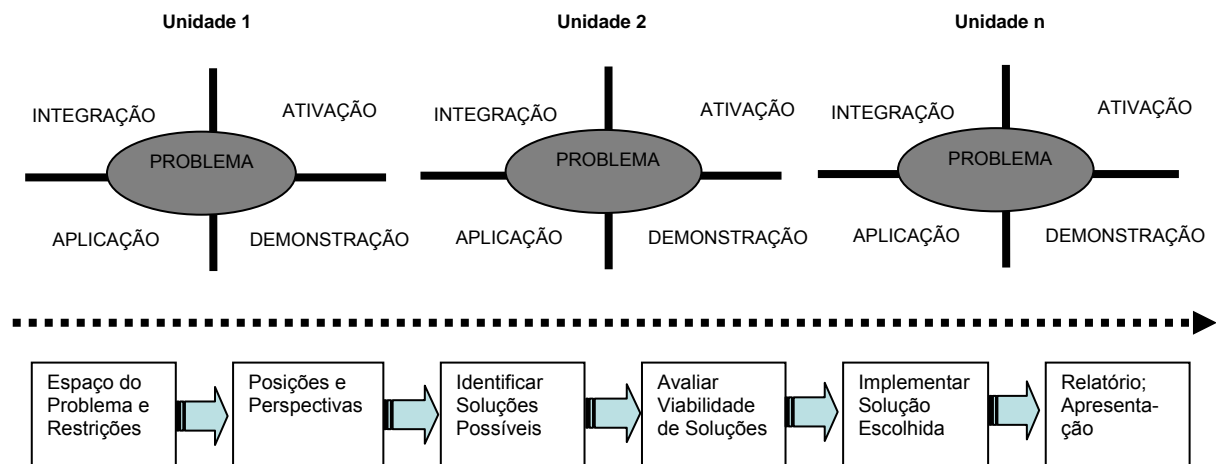 Unidade 1
Unidade 2
Unidade n
INTEGRAÇÃO
ATIVAÇÃO
PROBLEMA
APLICAÇÃO
DEMONSTRAÇÃO
INTEGRAÇÃO
ATIVAÇÃO
PROBLEMA
APLICAÇÃO
DEMONSTRAÇÃO
INTEGRAÇÃO
ATIVAÇÃO
PROBLEMA
APLICAÇÃO
DEMONSTRAÇÃO
Espaço do
Problema e
Restrições
Posições e
Perspectivas
Identificar
Soluções
Possíveis
Avaliar
Viabilidade
de Soluções
Implementar
Solução
Escolhida
Relatório;
Apresenta-
ção